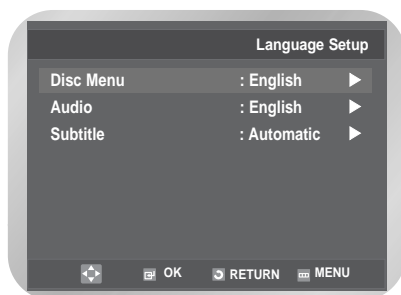 Language Setup
Disc Menu : English ▶
Audio : English ▶
Subtitle : Automatic ▶
OK RETURN MENU